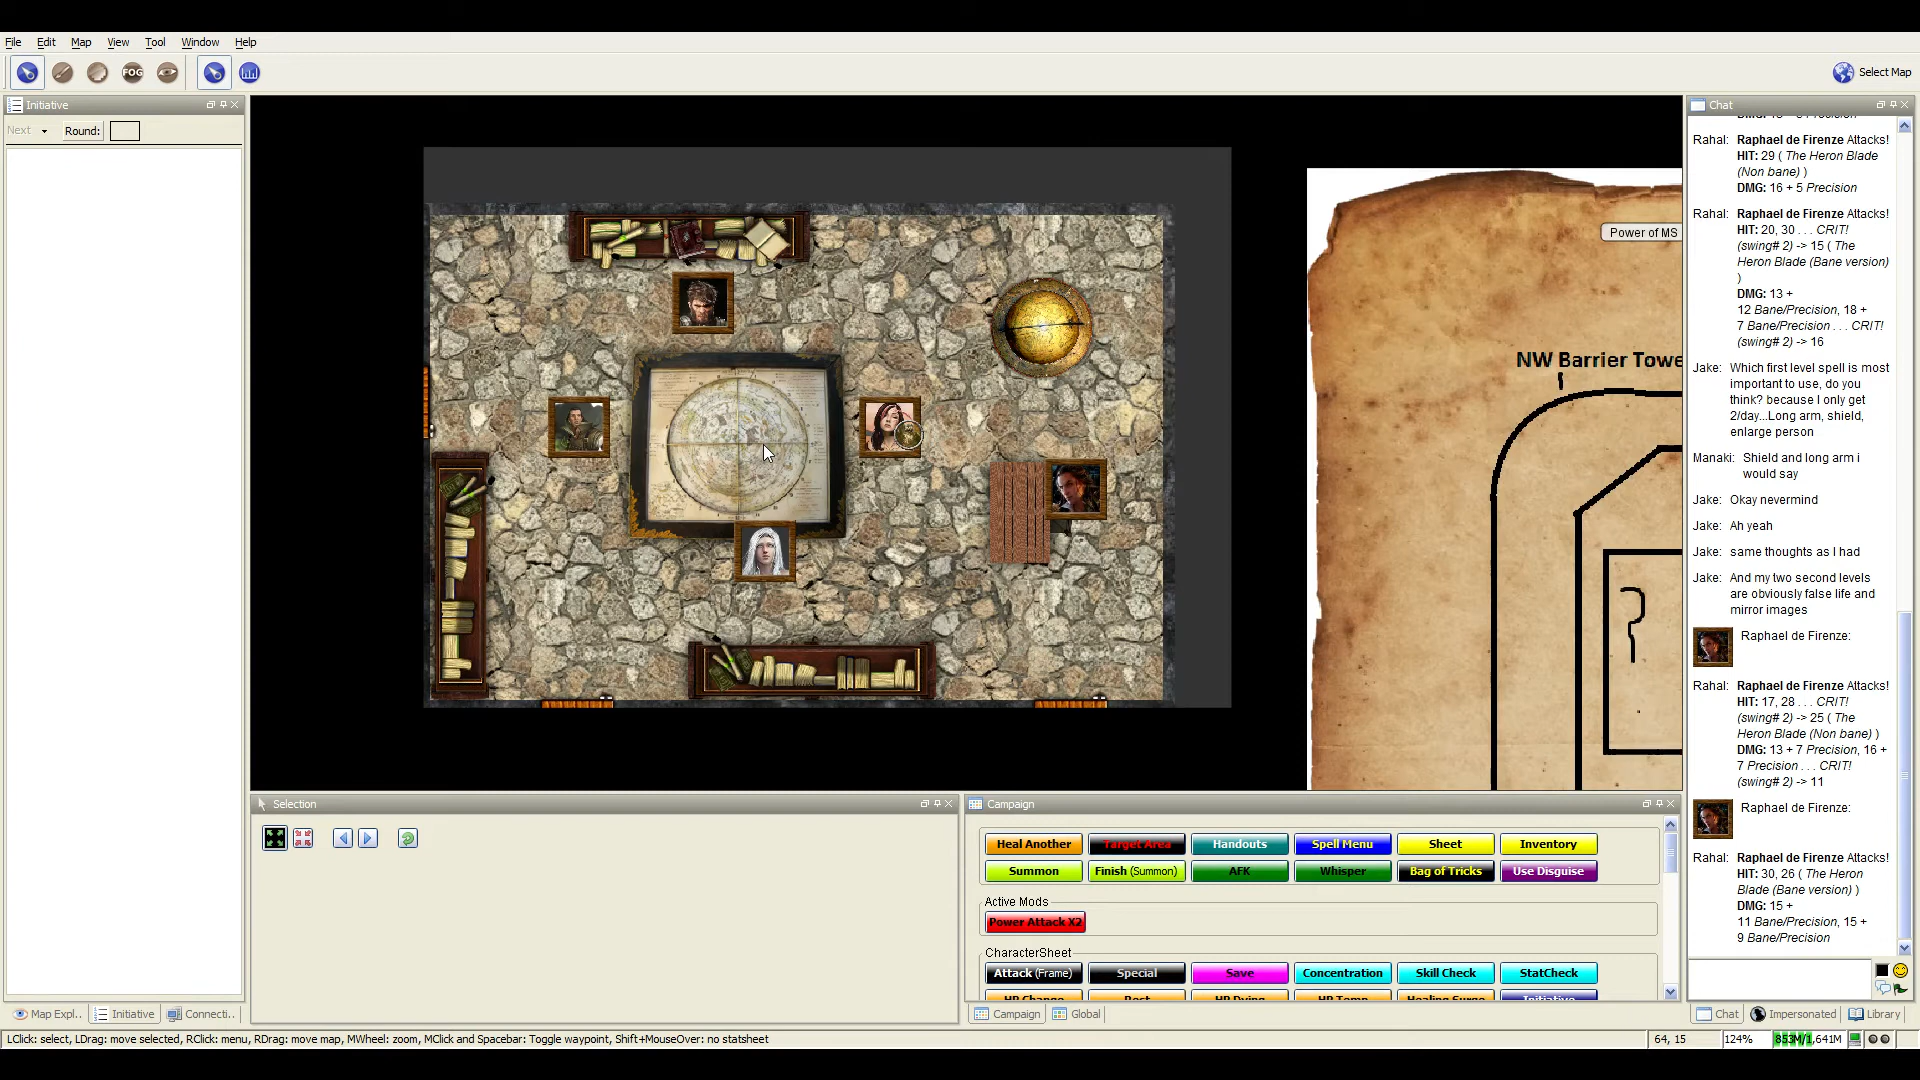 File Edit Map View Tool Window Help
FOG
Select Map
Initiative
Next Round:
Map Expl.. Initiative Connecti..
Power of MS
NW Barrier Towe
?
Selection
Campaign
Heal Another Target Area Handouts Spell Menu Sheet Inventory
Summon Finish (Summon) AFK Whisper Bag of Tricks Use Disguise
Active Mods
Power Attack X2
CharacterSheet
Attack (Frame) Special Save Concentration Skill Check StatCheck
HP Change Rest HP Dying HP Temp Healing Surge Initiative
Campaign Global
Chat
Rahal: Raphael de Firenze Attacks!
HIT: 29 ( The Heron Blade
(Non bane) )
DMG: 16 + 5 Precision
Rahal: Raphael de Firenze Attacks!
HIT: 20, 30 . . . CRIT!
(swing# 2) -> 15 ( The
Heron Blade (Bane version)
)
DMG: 13 +
12 Bane/Precision, 18 +
7 Bane/Precision . . . CRIT!
(swing# 2) -> 16
Jake: Which first level spell is most
important to use, do you
think? because I only get
2/day...Long arm, shield,
enlarge person
Manaki: Shield and long arm i
would say
Jake: Okay nevermind
Jake: Ah yeah
Jake: same thoughts as I had
Jake: And my two second levels
are obviously false life and
mirror images
Raphael de Firenze:
Rahal: Raphael de Firenze Attacks!
HIT: 17, 28 . . . CRIT!
(swing# 2) -> 25 ( The
Heron Blade (Non bane) )
DMG: 13 + 7 Precision, 16 +
7 Precision . . . CRIT!
(swing# 2) -> 11
Raphael de Firenze:
Rahal: Raphael de Firenze Attacks!
HIT: 30, 26 ( The Heron
Blade (Bane version) )
DMG: 15 +
11 Bane/Precision, 15 +
9 Bane/Precision
Chat Impersonated Library
LClick: select, LDrag: move selected, RClick: menu, RDrag: move map, MWheel: zoom, MClick and Spacebar: Toggle waypoint, Shift+MouseOver: no statsheet
64, 15 124% 853M/1,641M